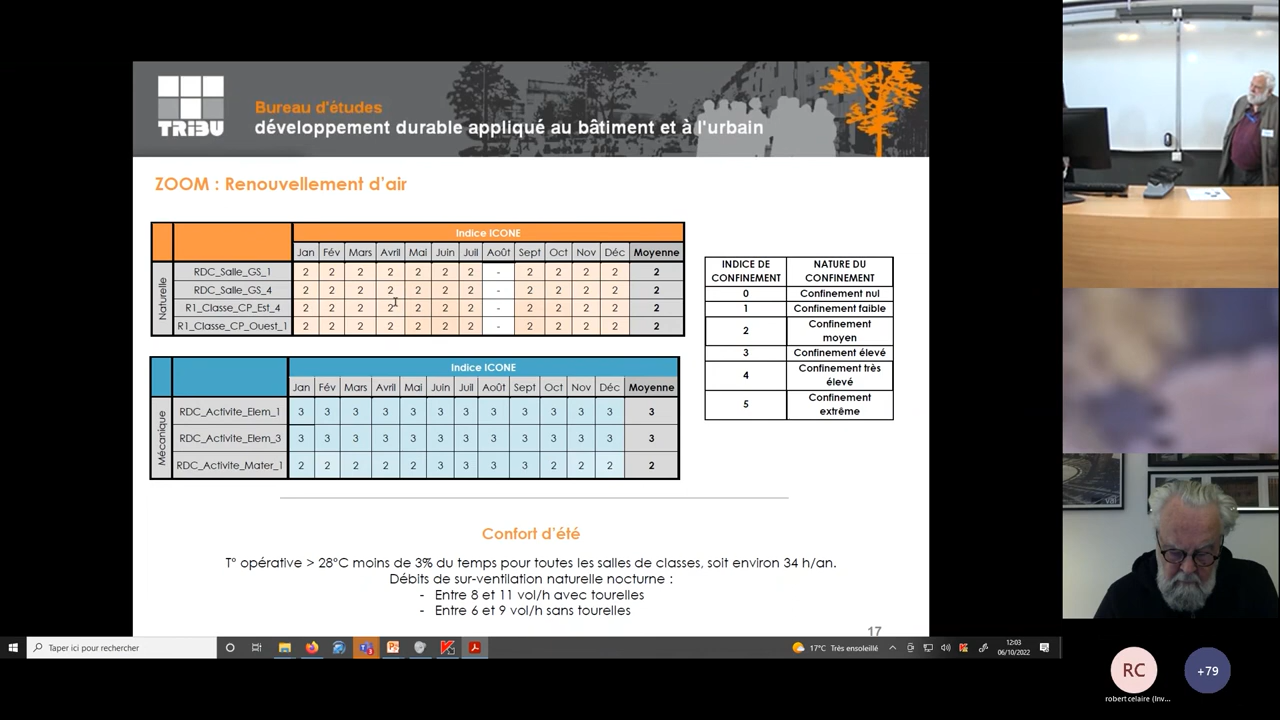 TRIBU
Bureau d'études
développement durable appliqué au bâtiment et à l'urbain
ZOOM : Renouvellement d'air
Indice ICONE
Jan Fév Mars Avril Mai Juin Juil Août Sept Oct Nov Déc Moyenne
Naturelle
RDC_Salle_GS_1 2 2 2 2 2 2 2 - 2 2 2 2 2
RDC_Salle_GS_4 2 2 2 2 2 2 2 - 2 2 2 2 2
R1_Classe_CP_Est_4 2 2 2 2 2 2 2 - 2 2 2 2 2
R1_Classe_CP_Ouest_1 2 2 2 2 2 2 2 - 2 2 2 2 2
Indice ICONE
Jan Fév Mars Avril Mai Juin Juil Août Sept Oct Nov Déc Moyenne
Mécanique
RDC_Activite_Elem_1 3 3 3 3 3 3 3 3 3 3 3 3 3
RDC_Activite_Elem_3 3 3 3 3 3 3 3 3 3 3 3 3 3
RDC_Activite_Mater_1 2 2 2 2 2 3 3 3 3 2 2 2 2
INDICE DE CONFINEMENT
NATURE DU CONFINEMENT
0 Confinement nul
1 Confinement faible
2 Confinement moyen
3 Confinement élevé
4 Confinement très élevé
5 Confinement extrême
Confort d'été
T° opérative > 28°C moins de 3% du temps pour toutes les salles de classes, soit environ 34 h/an.
Débits de sur-ventilation naturelle nocturne :
- Entre 8 et 11 vol/h avec tourelles
- Entre 6 et 9 vol/h sans tourelles
17
Taper ici pour rechercher
17°C Très ensoleillé
12:03
06/10/2022
RC
+79
robert celaire (Inv...